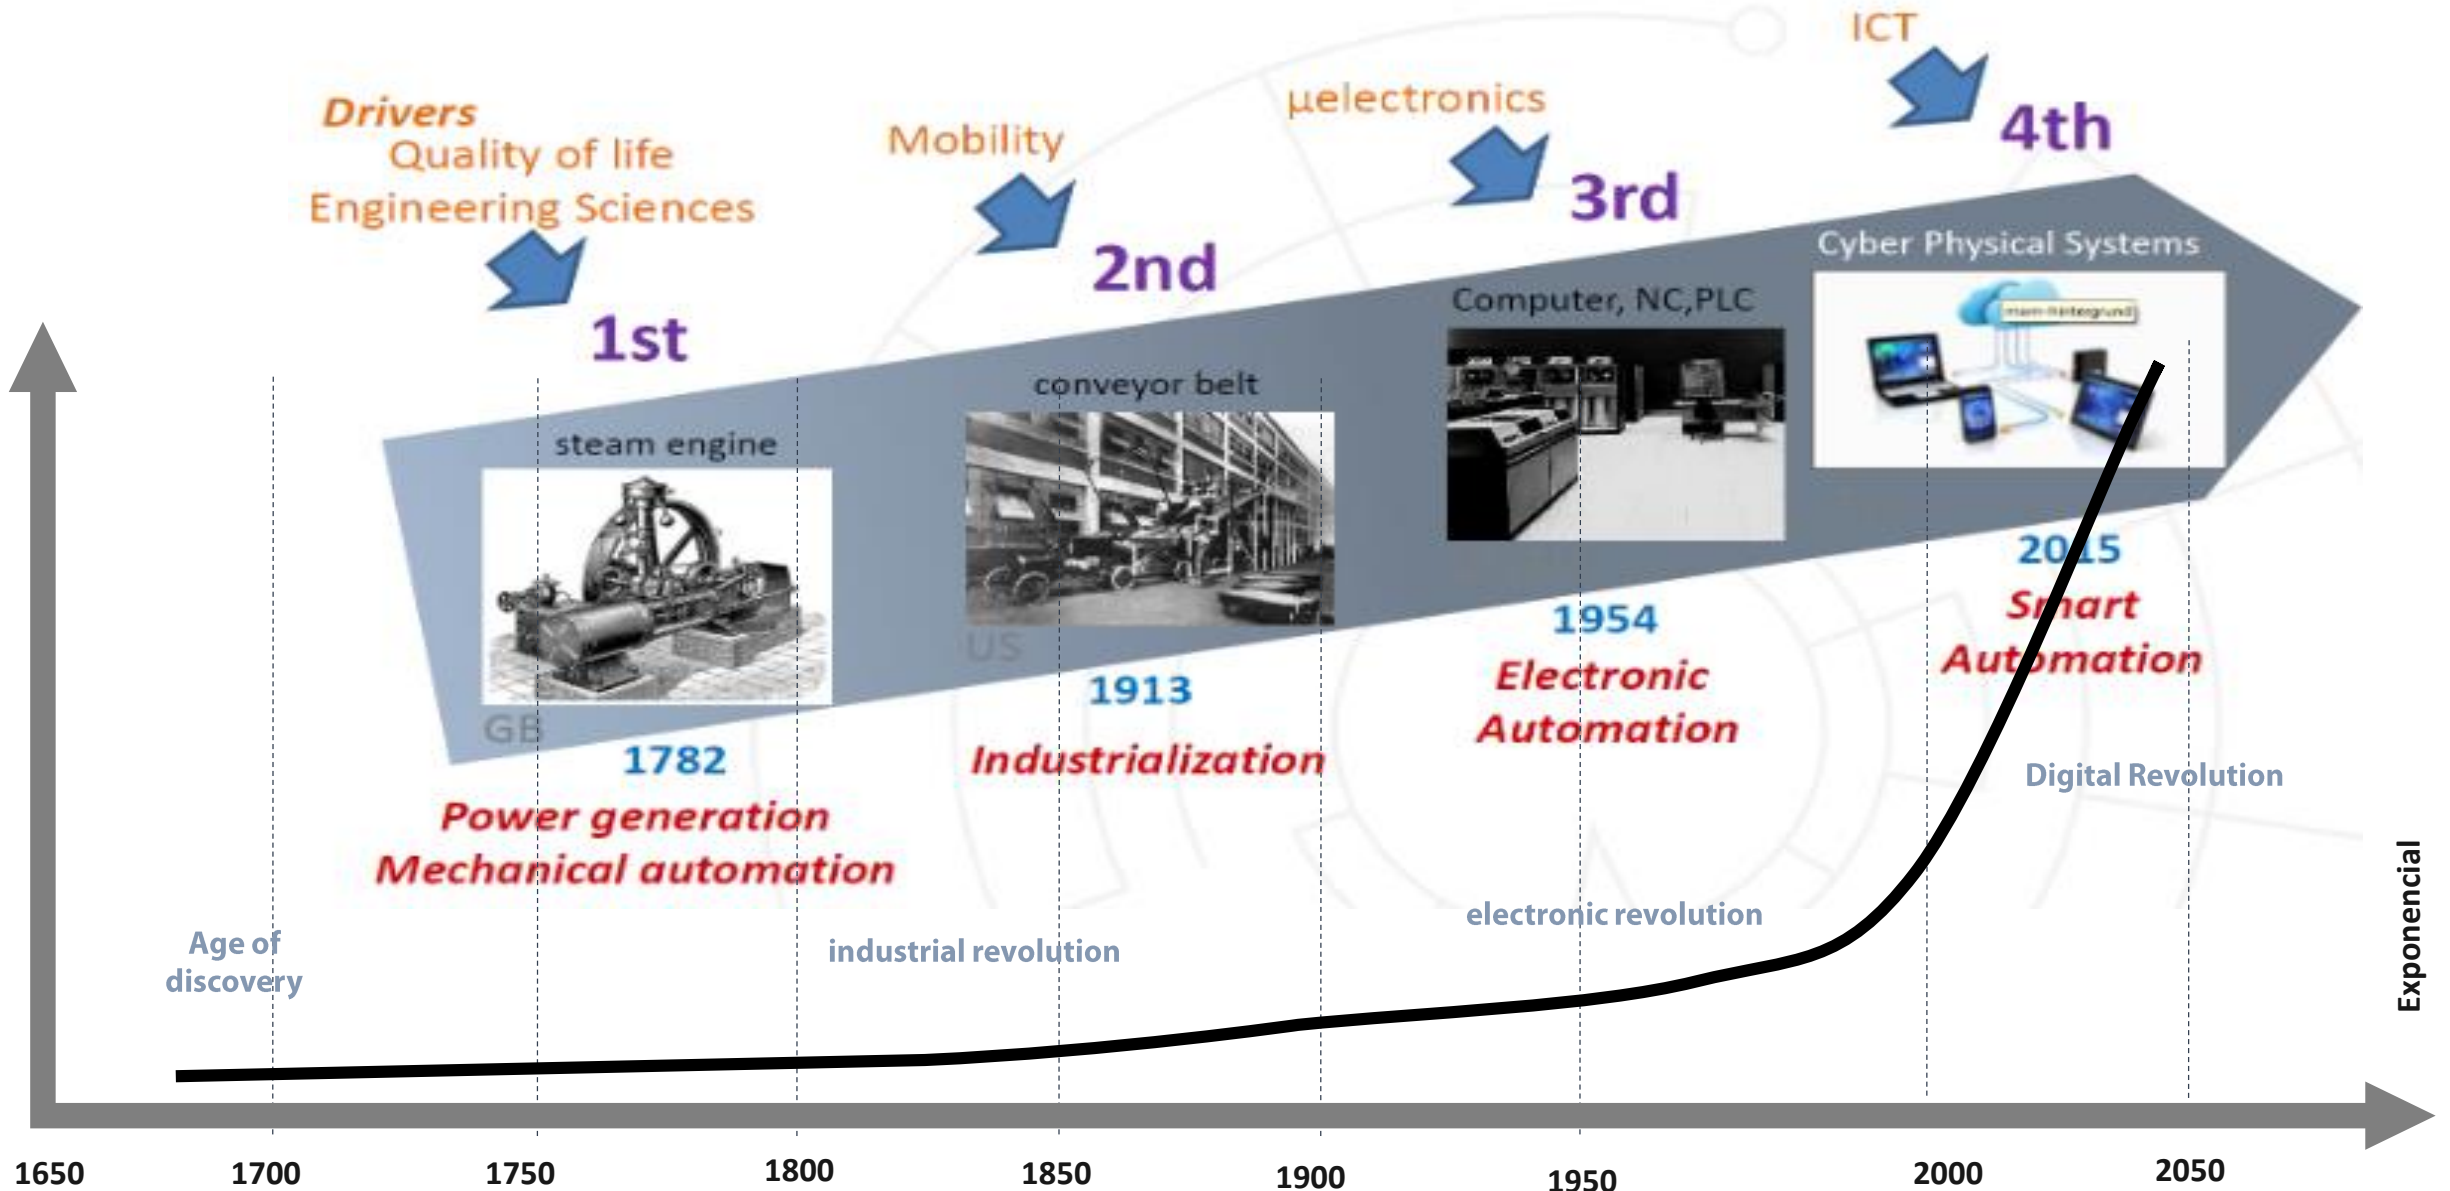 ICT
4th
µelectronics
3rd
Drivers
Quality of life
Engineering Sciences
Mobility
2nd
1st
Cyber Physical Systems
Computer, NC,PLC
conveyor belt
steam engine
GB
US
1782
Power generation
Mechanical automation
1913
Industrialization
1954
Electronic
Automation
2015
Smart
Automation
Digital Revolution
electronic revolution
industrial revolution
Age of
discovery
Exponencial
1650
1700
1750
1800
1850
1900
1950
2000
2050